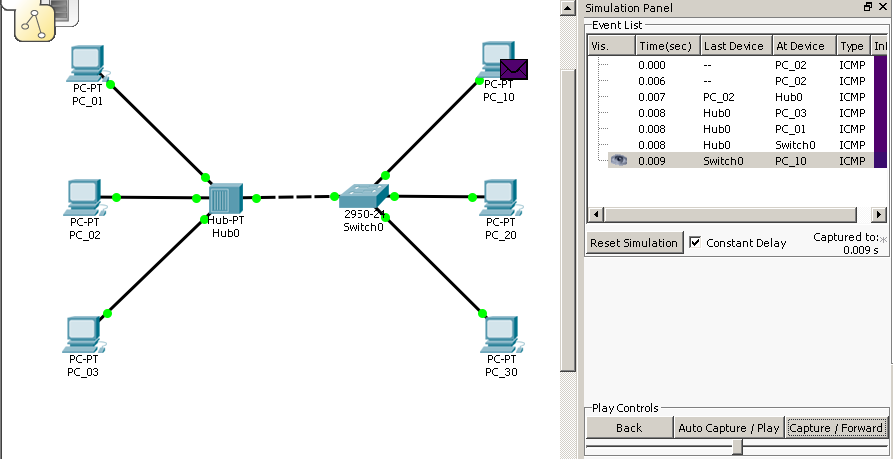 PC-PT
PC_01
PC-PT
PC_10
PC-PT
PC_02
Hub-PT
Hub0
2950-24
Switch0
PC-PT
PC_20
PC-PT
PC_03
PC-PT
PC_30
Simulation Panel
Event List
Vis. Time(sec) Last Device At Device Type Inf
0.000 -- PC_02 ICMP
0.006 -- PC_02 ICMP
0.007 PC_02 Hub0 ICMP
0.008 Hub0 PC_03 ICMP
0.008 Hub0 PC_01 ICMP
0.008 Hub0 Switch0 ICMP
0.009 Switch0 PC_10 ICMP
Reset Simulation Constant Delay Captured to: *
0.009 s
Play Controls
Back Auto Capture / Play Capture / Forward